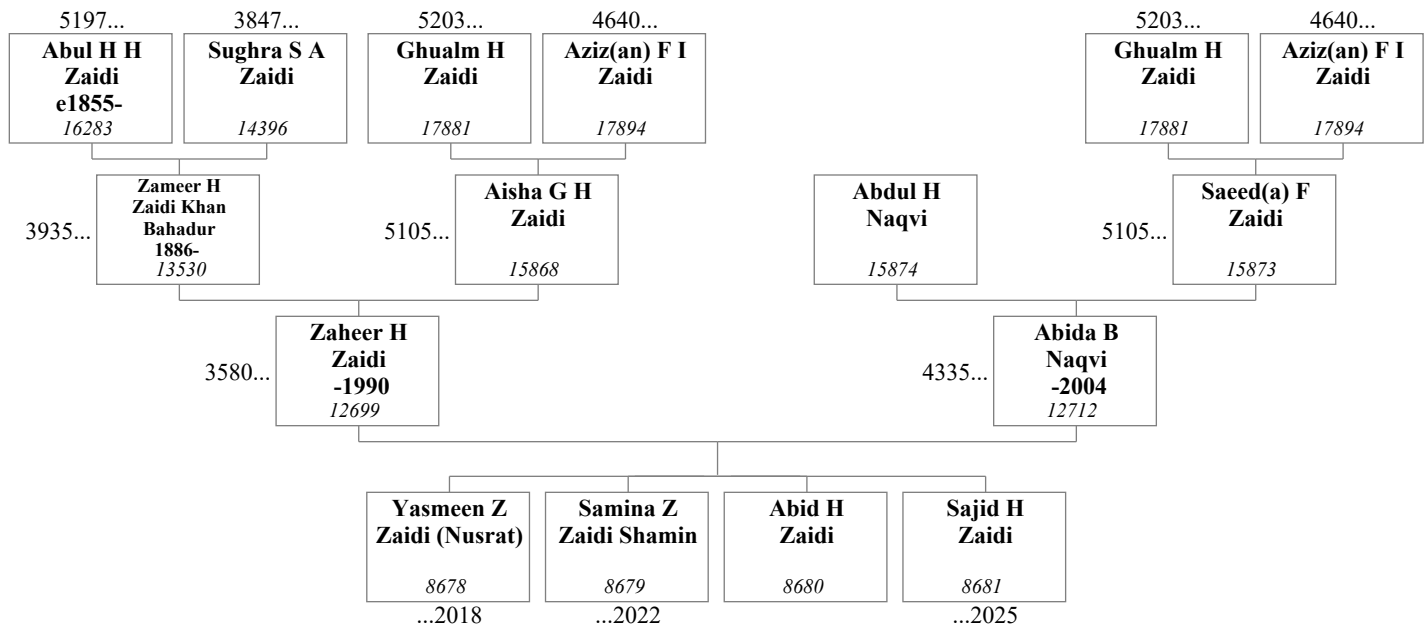 5197...
3847...
5203...
4640...
5203...
4640...
Abul H H
Zaidi
e1855-
16283
Sughra S A
Zaidi
14396
Ghualm H
Zaidi
17881
Aziz(an) F I
Zaidi
17894
Ghualm H
Zaidi
17881
Aziz(an) F I
Zaidi
17894
3935...
Zameer H
Zaidi Khan
Bahadur
1886-
13530
5105...
Aisha G H
Zaidi
15868
Abdul H
Naqvi
15874
5105...
Saeed(a) F
Zaidi
15873
3580...
Zaheer H
Zaidi
-1990
12699
4335...
Abida B
Naqvi
-2004
12712
Yasmeen Z
Zaidi (Nusrat)
8678
...2018
Samina Z
Zaidi Shamin
8679
...2022
Abid H
Zaidi
8680
Sajid H
Zaidi
8681
...2025